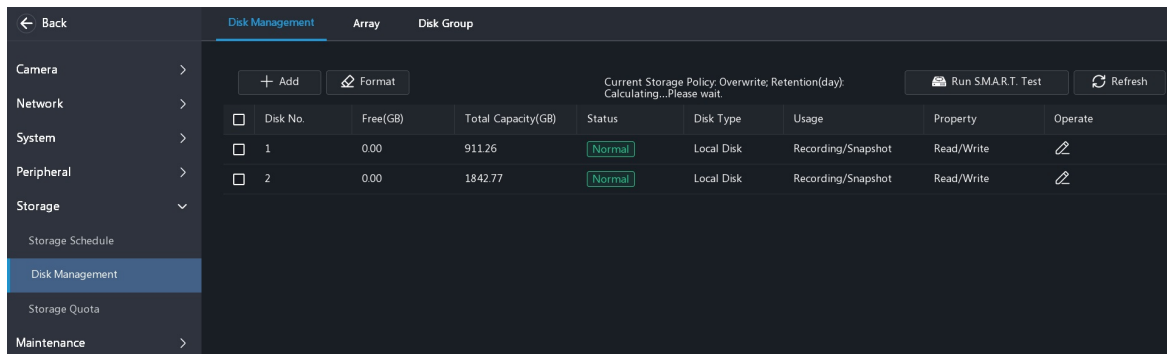 Back
Disk Management Array Disk Group
Camera
Network
System
Peripheral
Storage
Storage Schedule
Disk Management
Storage Quota
Maintenance
Add Format Current Storage Policy: Overwrite; Retention(day): Run S.M.A.R.T. Test Refresh
Calculating...Please wait.
Disk No. Free(GB) Total Capacity(GB) Status Disk Type Usage Property Operate
1 0.00 911.26 Normal Local Disk Recording/Snapshot Read/Write
2 0.00 1842.77 Normal Local Disk Recording/Snapshot Read/Write